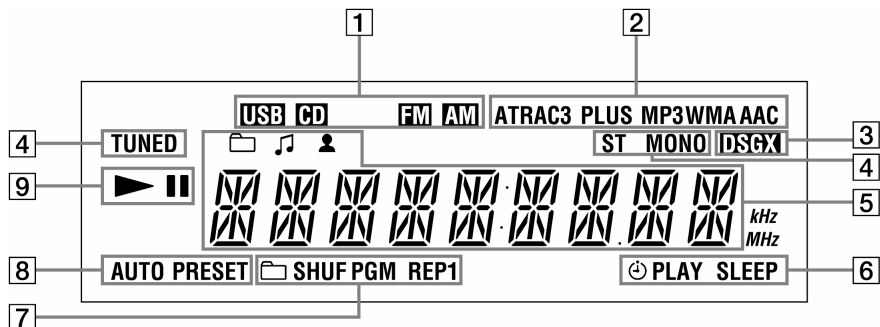 1 2
USB CD FM AM ATRAC3 PLUS MP3 WMA AAC
4 TUNED ST MONO DSGX 3
4
9
5
kHz
MHz
8 AUTO PRESET SHUF PGM REP1 PLAY SLEEP 6
7